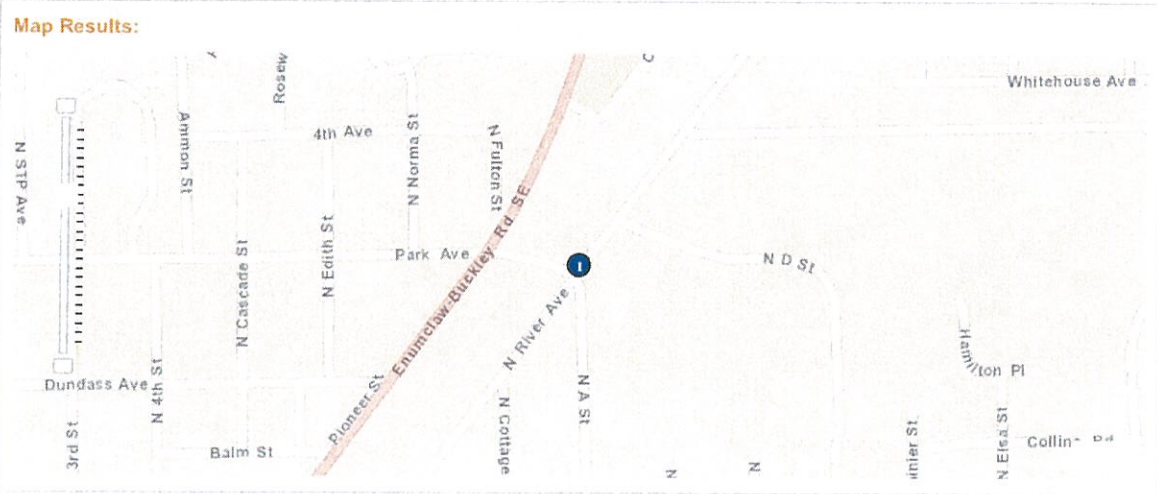 Map Results:
Whitehouse Ave
4th Ave
Ammon St
N STP Ave
N Norma St
N Fulton St
Park Ave
N Edith St
N Cascade St
Enumclaw-Buckley Rd SE
1
N D St
N River Ave
Hamilton Pl
Dundass Ave
N 4th St
Pioneer St
N A St
N Cottage
3rd St
Balm St
N
N
N Elsa St